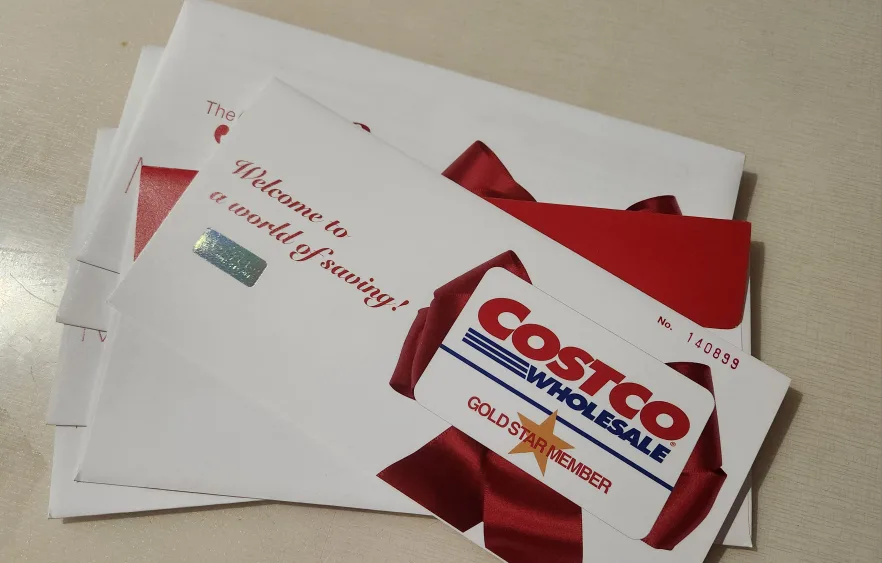 The
Welcome to
a world of saving!
No. 140899
COSTCO
WHOLESALE
GOLD STAR MEMBER